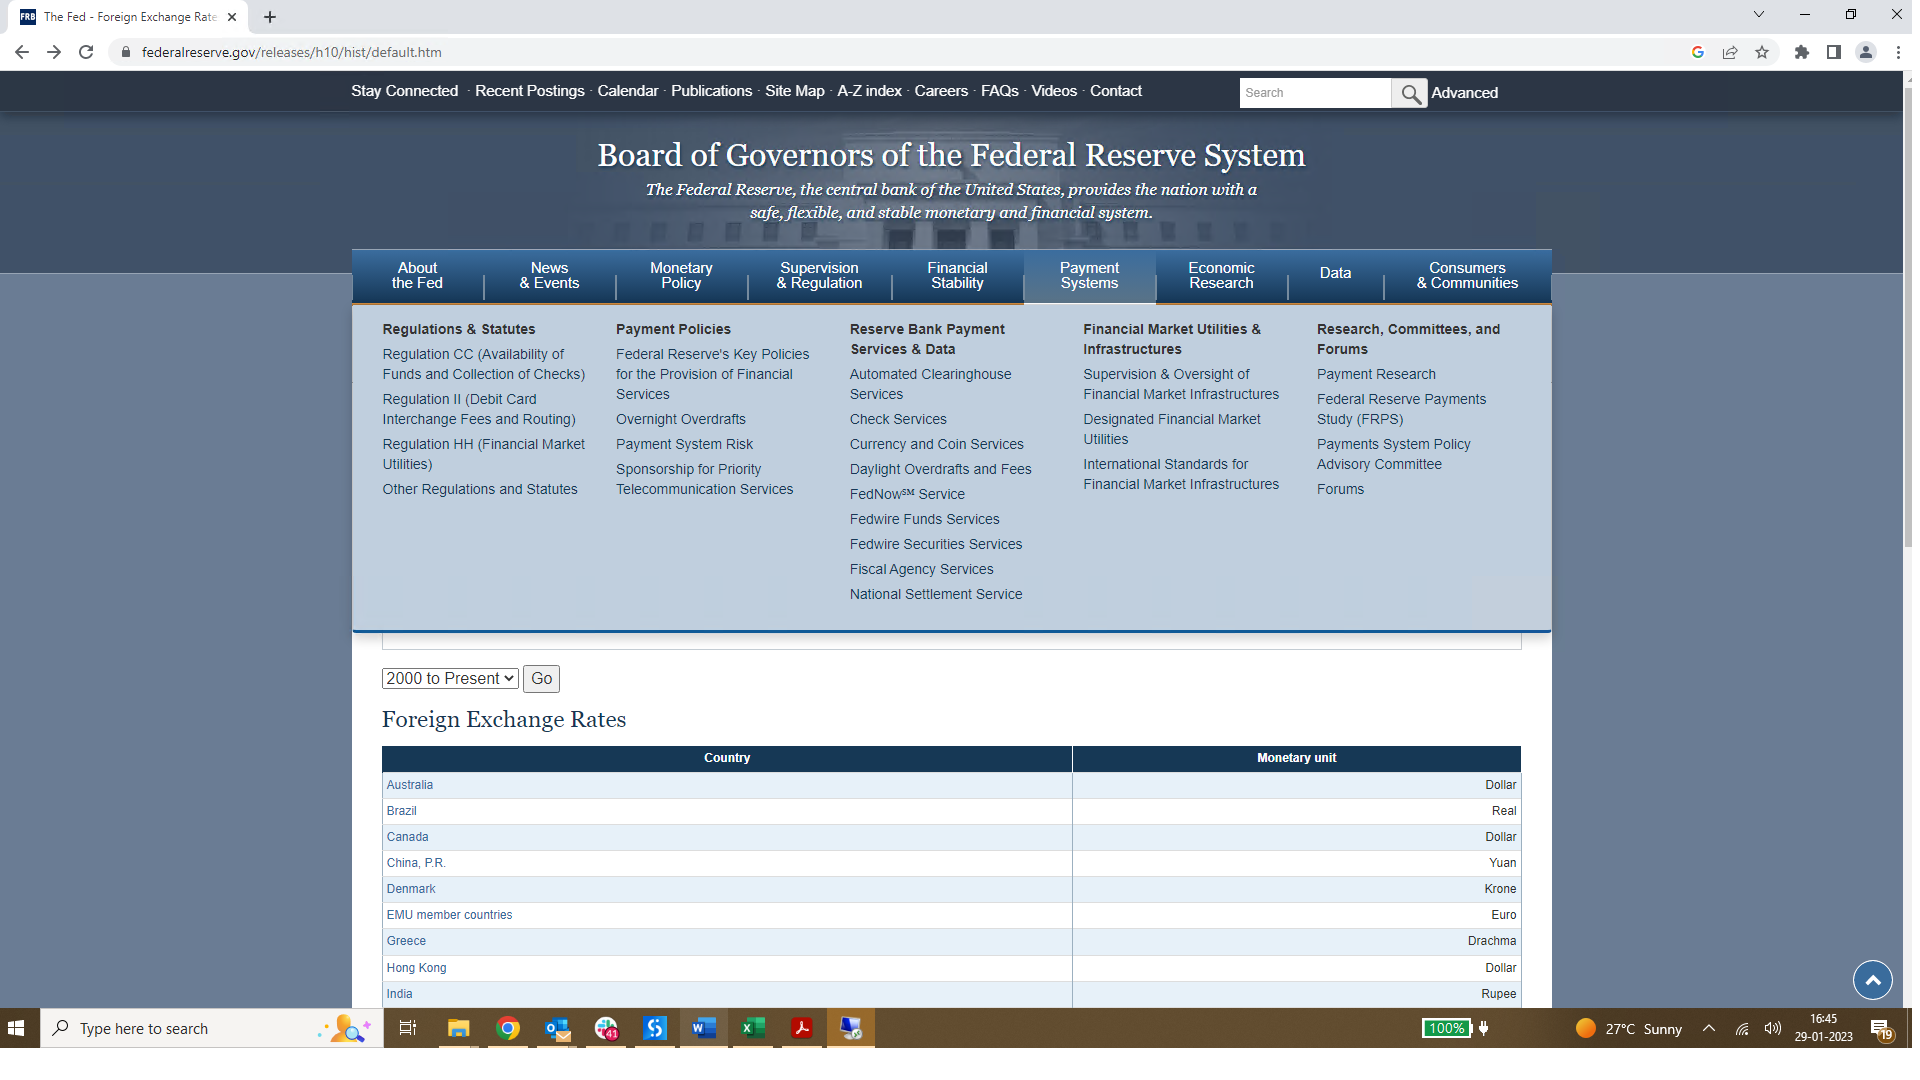 FRB The Fed - Foreign Exchange Rate
federalreserve.gov/releases/h10/hist/default.htm
Stay Connected · Recent Postings · Calendar · Publications · Site Map · A-Z index · Careers · FAQs · Videos · Contact
Search
Advanced
Board of Governors of the Federal Reserve System
The Federal Reserve, the central bank of the United States, provides the nation with a
safe, flexible, and stable monetary and financial system.
About
the Fed
News
& Events
Monetary
Policy
Supervision
& Regulation
Financial
Stability
Payment
Systems
Economic
Research
Data
Consumers
& Communities
Regulations & Statutes
Regulation CC (Availability of
Funds and Collection of Checks)
Regulation II (Debit Card
Interchange Fees and Routing)
Regulation HH (Financial Market
Utilities)
Other Regulations and Statutes
Payment Policies
Federal Reserve's Key Policies
for the Provision of Financial
Services
Overnight Overdrafts
Payment System Risk
Sponsorship for Priority
Telecommunication Services
Reserve Bank Payment
Services & Data
Automated Clearinghouse
Services
Check Services
Currency and Coin Services
Daylight Overdrafts and Fees
FedNow℠ Service
Fedwire Funds Services
Fedwire Securities Services
Fiscal Agency Services
National Settlement Service
Financial Market Utilities &
Infrastructures
Supervision & Oversight of
Financial Market Infrastructures
Designated Financial Market
Utilities
International Standards for
Financial Market Infrastructures
Research, Committees, and
Forums
Payment Research
Federal Reserve Payments
Study (FRPS)
Payments System Policy
Advisory Committee
Forums
2000 to Present
Go
Foreign Exchange Rates
Country Monetary unit
Australia Dollar
Brazil Real
Canada Dollar
China, P.R. Yuan
Denmark Krone
EMU member countries Euro
Greece Drachma
Hong Kong Dollar
India Rupee
Type here to search
41
100%
27°C Sunny
16:45
29-01-2023
19